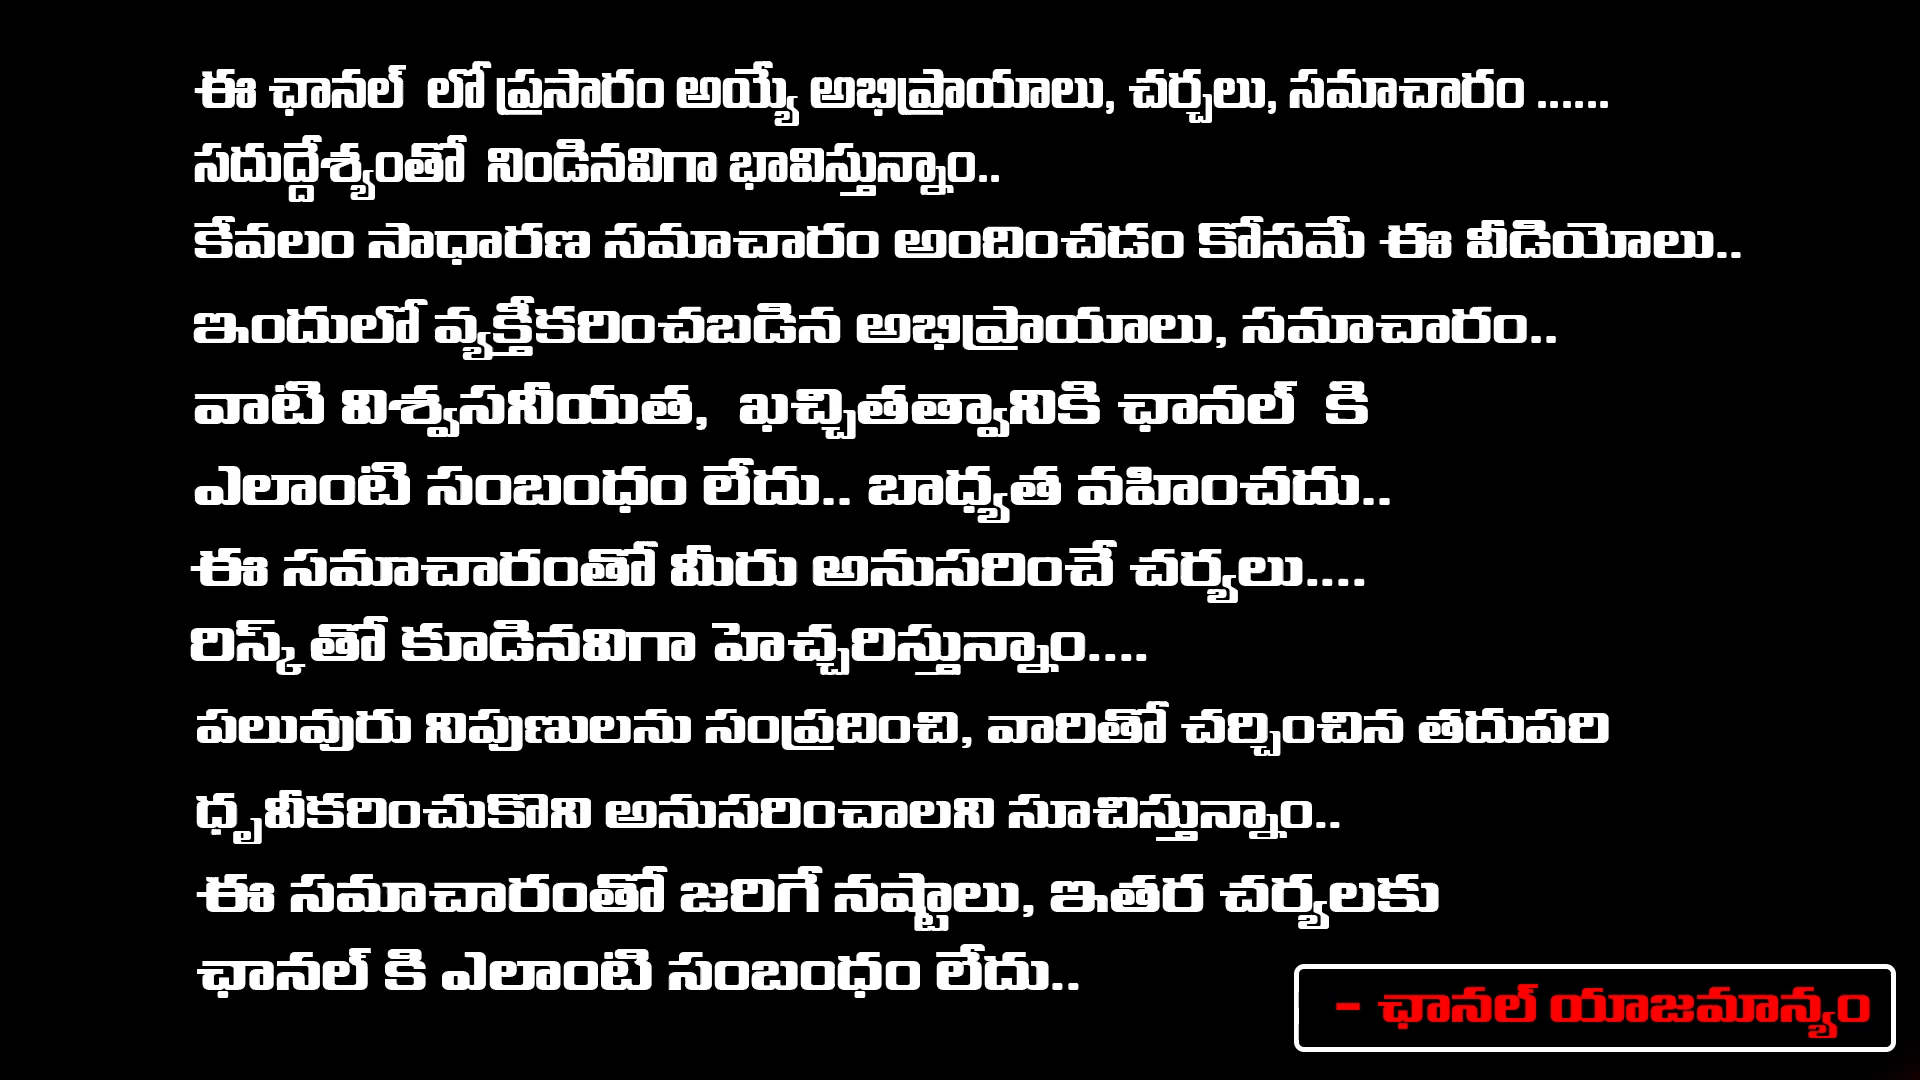 ఈ ఛానల్ లో ప్రసారం అయ్యే అభిప్రాయాలు, చర్చలు, సమాచారం ......
సదుద్దేశ్యంతో నిండినవిగా భావిస్తున్నాం..
కేవలం సాధారణ సమాచారం అందించడం కోసమే ఈ వీడియోలు..
ఇందులో వ్యక్తీకరించబడిన అభిప్రాయాలు, సమాచారం..
వాటి విశ్వసనీయత, ఖచ్చితత్వానికి ఛానల్ కి
ఎలాంటి సంబంధం లేదు.. బాధ్యత వహించదు..
ఈ సమాచారంతో మీరు అనుసరించే చర్యలు....
రిస్క్ తో కూడినవిగా హెచ్చరిస్తున్నాం....
పలువురు నిపుణులను సంప్రదించి, వారితో చర్చించిన తదుపరి
ధృవీకరించుకొని అనుసరించాలని సూచిస్తున్నాం..
ఈ సమాచారంతో జరిగే నష్టాలు, ఇతర చర్యలకు
ఛానల్ కి ఎలాంటి సంబంధం లేదు..
- ఛానల్ యాజమాన్యం